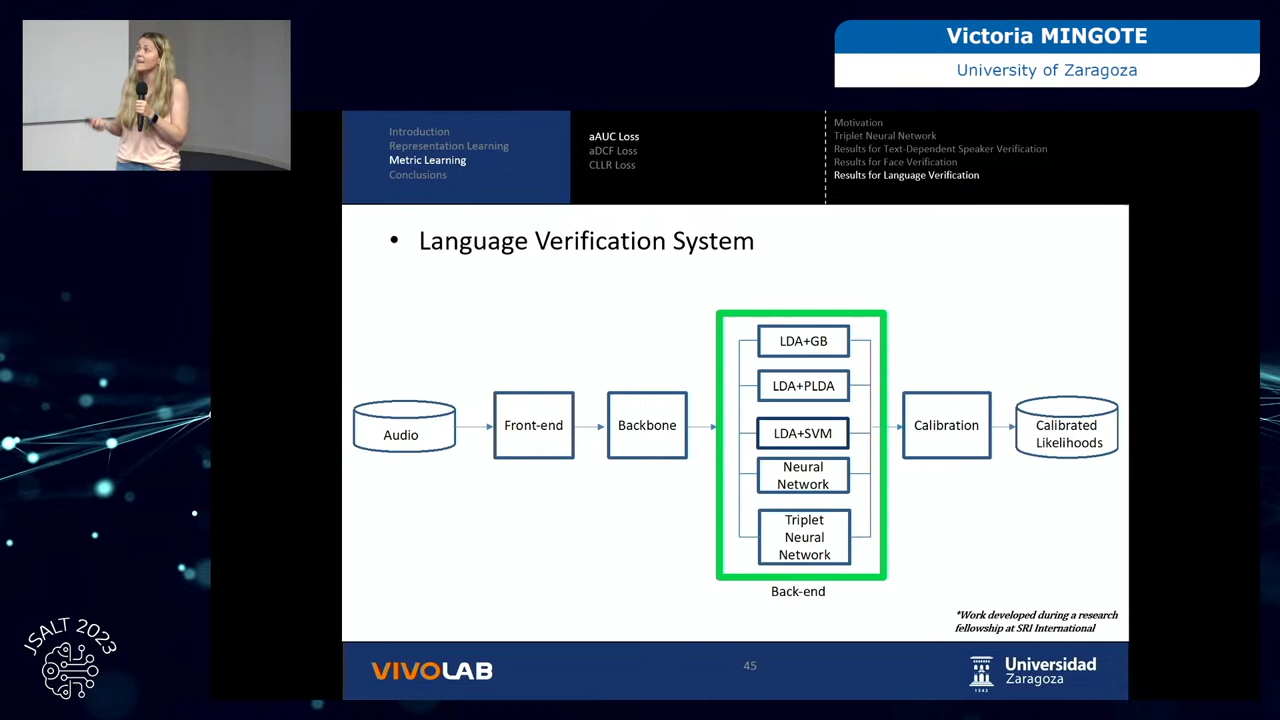 Victoria MINGOTE
University of Zaragoza
Introduction
Representation Learning
Metric Learning
Conclusions
aAUC Loss
aDCF Loss
CLLR Loss
Motivation
Triplet Neural Network
Results for Text-Dependent Speaker Verification
Results for Face Verification
Results for Language Verification
• Language Verification System
Audio
Front-end
Backbone
LDA+GB
LDA+PLDA
LDA+SVM
Neural
Network
Triplet
Neural
Network
Back-end
Calibration
Calibrated
Likelihoods
*Work developed during a research
fellowship at SRI International
JSALT 2023
VIVOLAB
45
1542
Universidad
Zaragoza